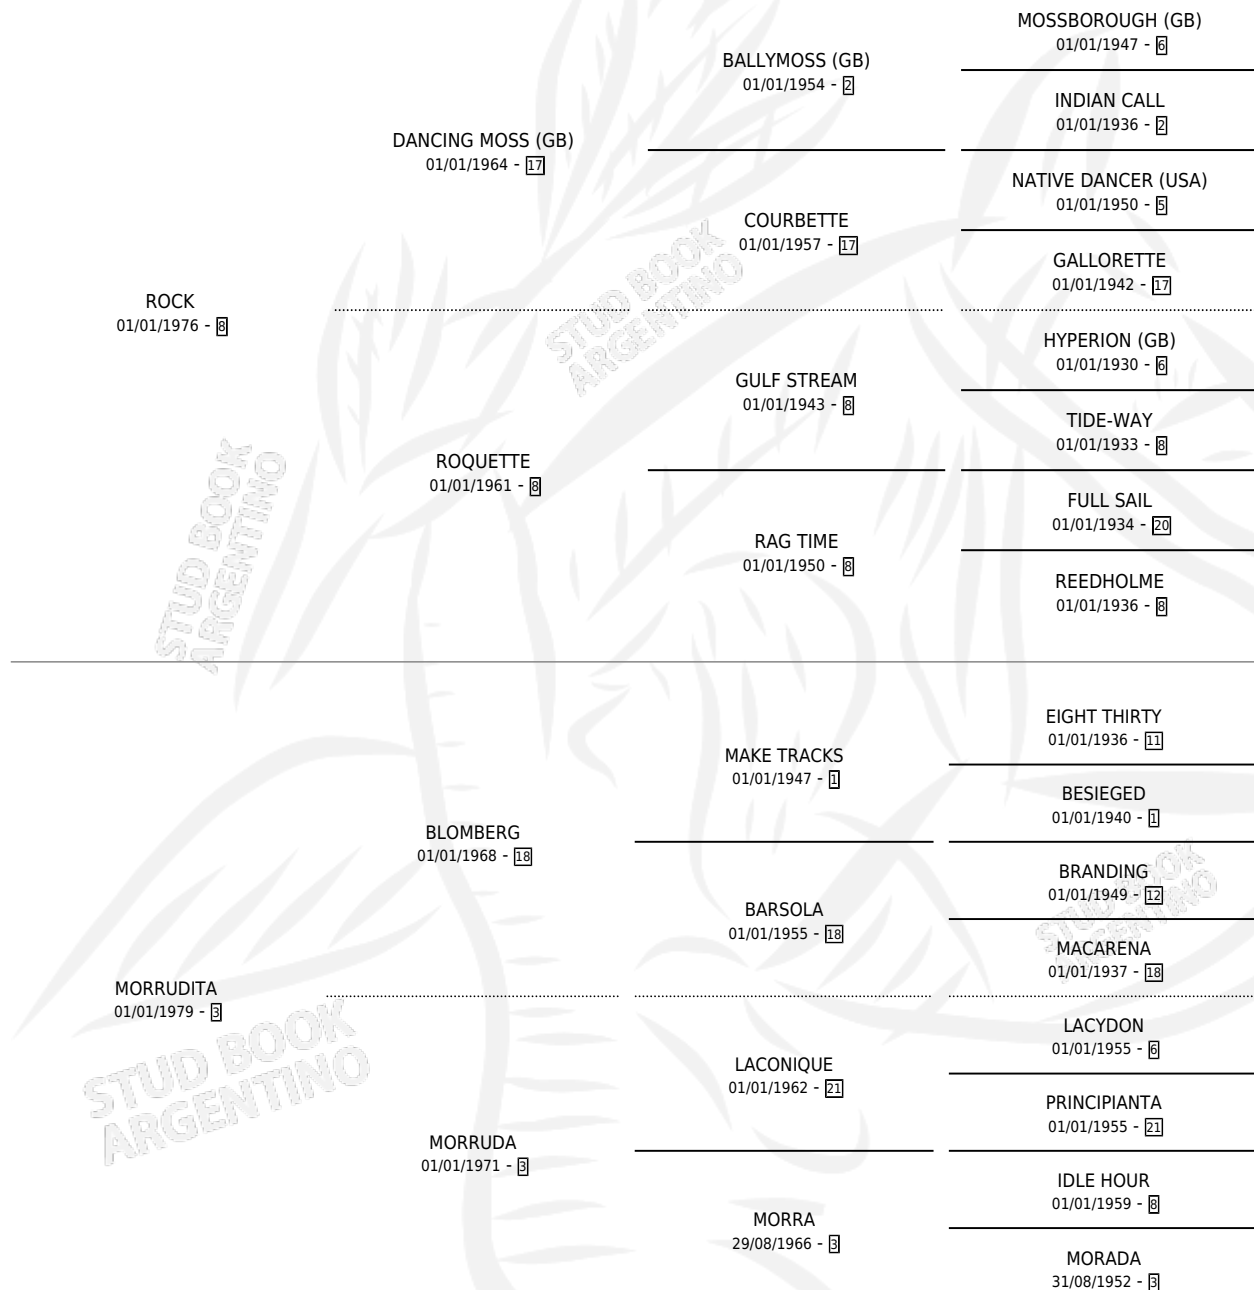 MOSSBOROUGH (GB)
01/01/1947 - 6
BALLYMOSS (GB)
01/01/1954 - 2
INDIAN CALL
01/01/1936 - 2
DANCING MOSS (GB)
01/01/1964 - 17
NATIVE DANCER (USA)
01/01/1950 - 5
COURBETTE
01/01/1957 - 17
GALLORETTE
01/01/1942 - 17
ROCK
01/01/1976 - 8
HYPERION (GB)
01/01/1930 - 6
GULF STREAM
01/01/1943 - 8
TIDE-WAY
01/01/1933 - 8
ROQUETTE
01/01/1961 - 8
FULL SAIL
01/01/1934 - 20
RAG TIME
01/01/1950 - 8
REEDHOLME
01/01/1936 - 8
EIGHT THIRTY
01/01/1936 - 11
MAKE TRACKS
01/01/1947 - 1
BESIEGED
01/01/1940 - 1
BLOMBERG
01/01/1968 - 18
BRANDING
01/01/1949 - 12
BARSOLA
01/01/1955 - 18
MACARENA
01/01/1937 - 18
MORRUDITA
01/01/1979 - 3
LACYDON
01/01/1955 - 6
LACONIQUE
01/01/1962 - 21
PRINCIPIANTA
01/01/1955 - 21
MORRUDA
01/01/1971 - 3
IDLE HOUR
01/01/1959 - 8
MORRA
29/08/1966 - 3
MORADA
31/08/1952 - 3
STUD BOOK
ARGENTINO
STUD BOOK
ARGENTINO
STUD BOOK
ARGENTINO
STUD BOOK
ARGENTINO